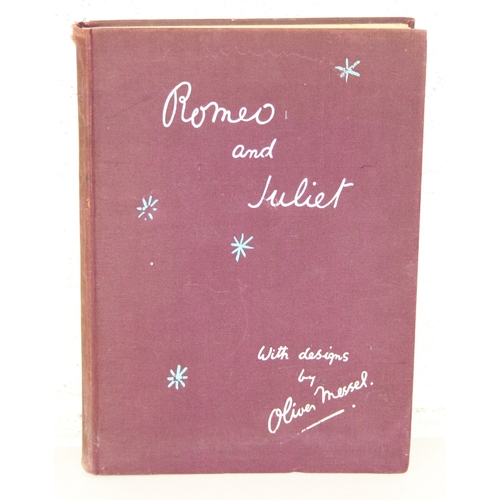 Romeo
and
Juliet
With designs
by
Oliver Messel.